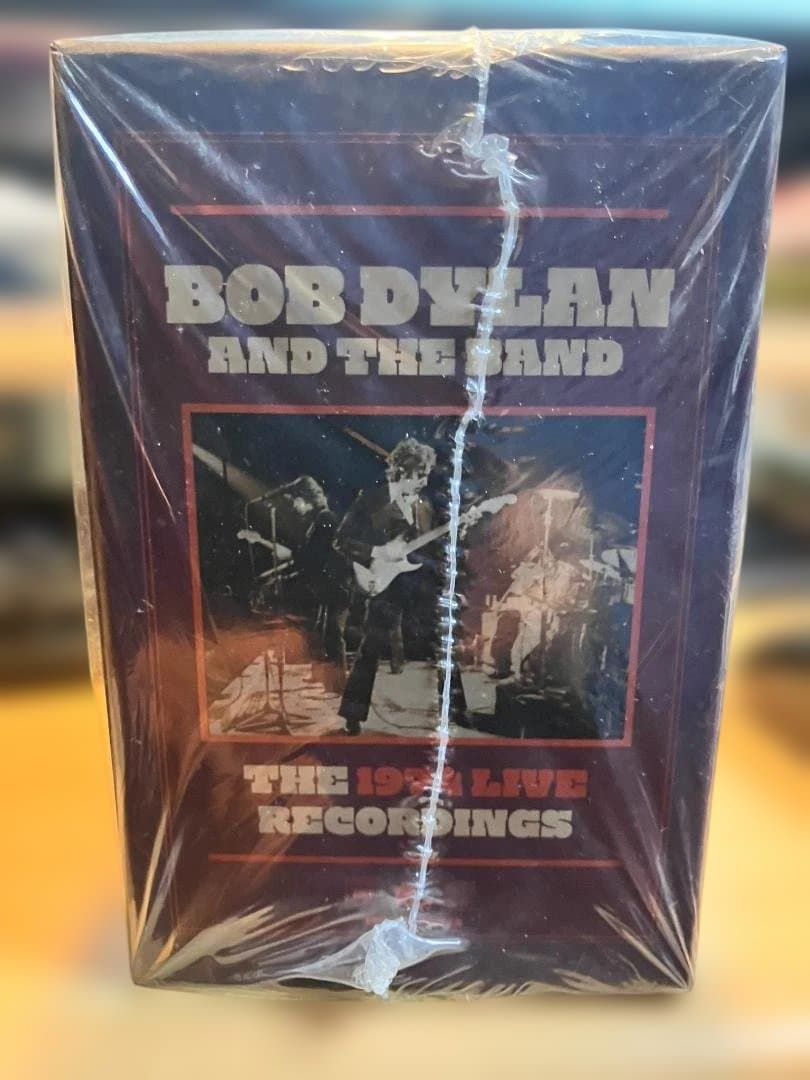 BOB DYLAN
AND THE BAND
THE 1974 LIVE
RECORDINGS